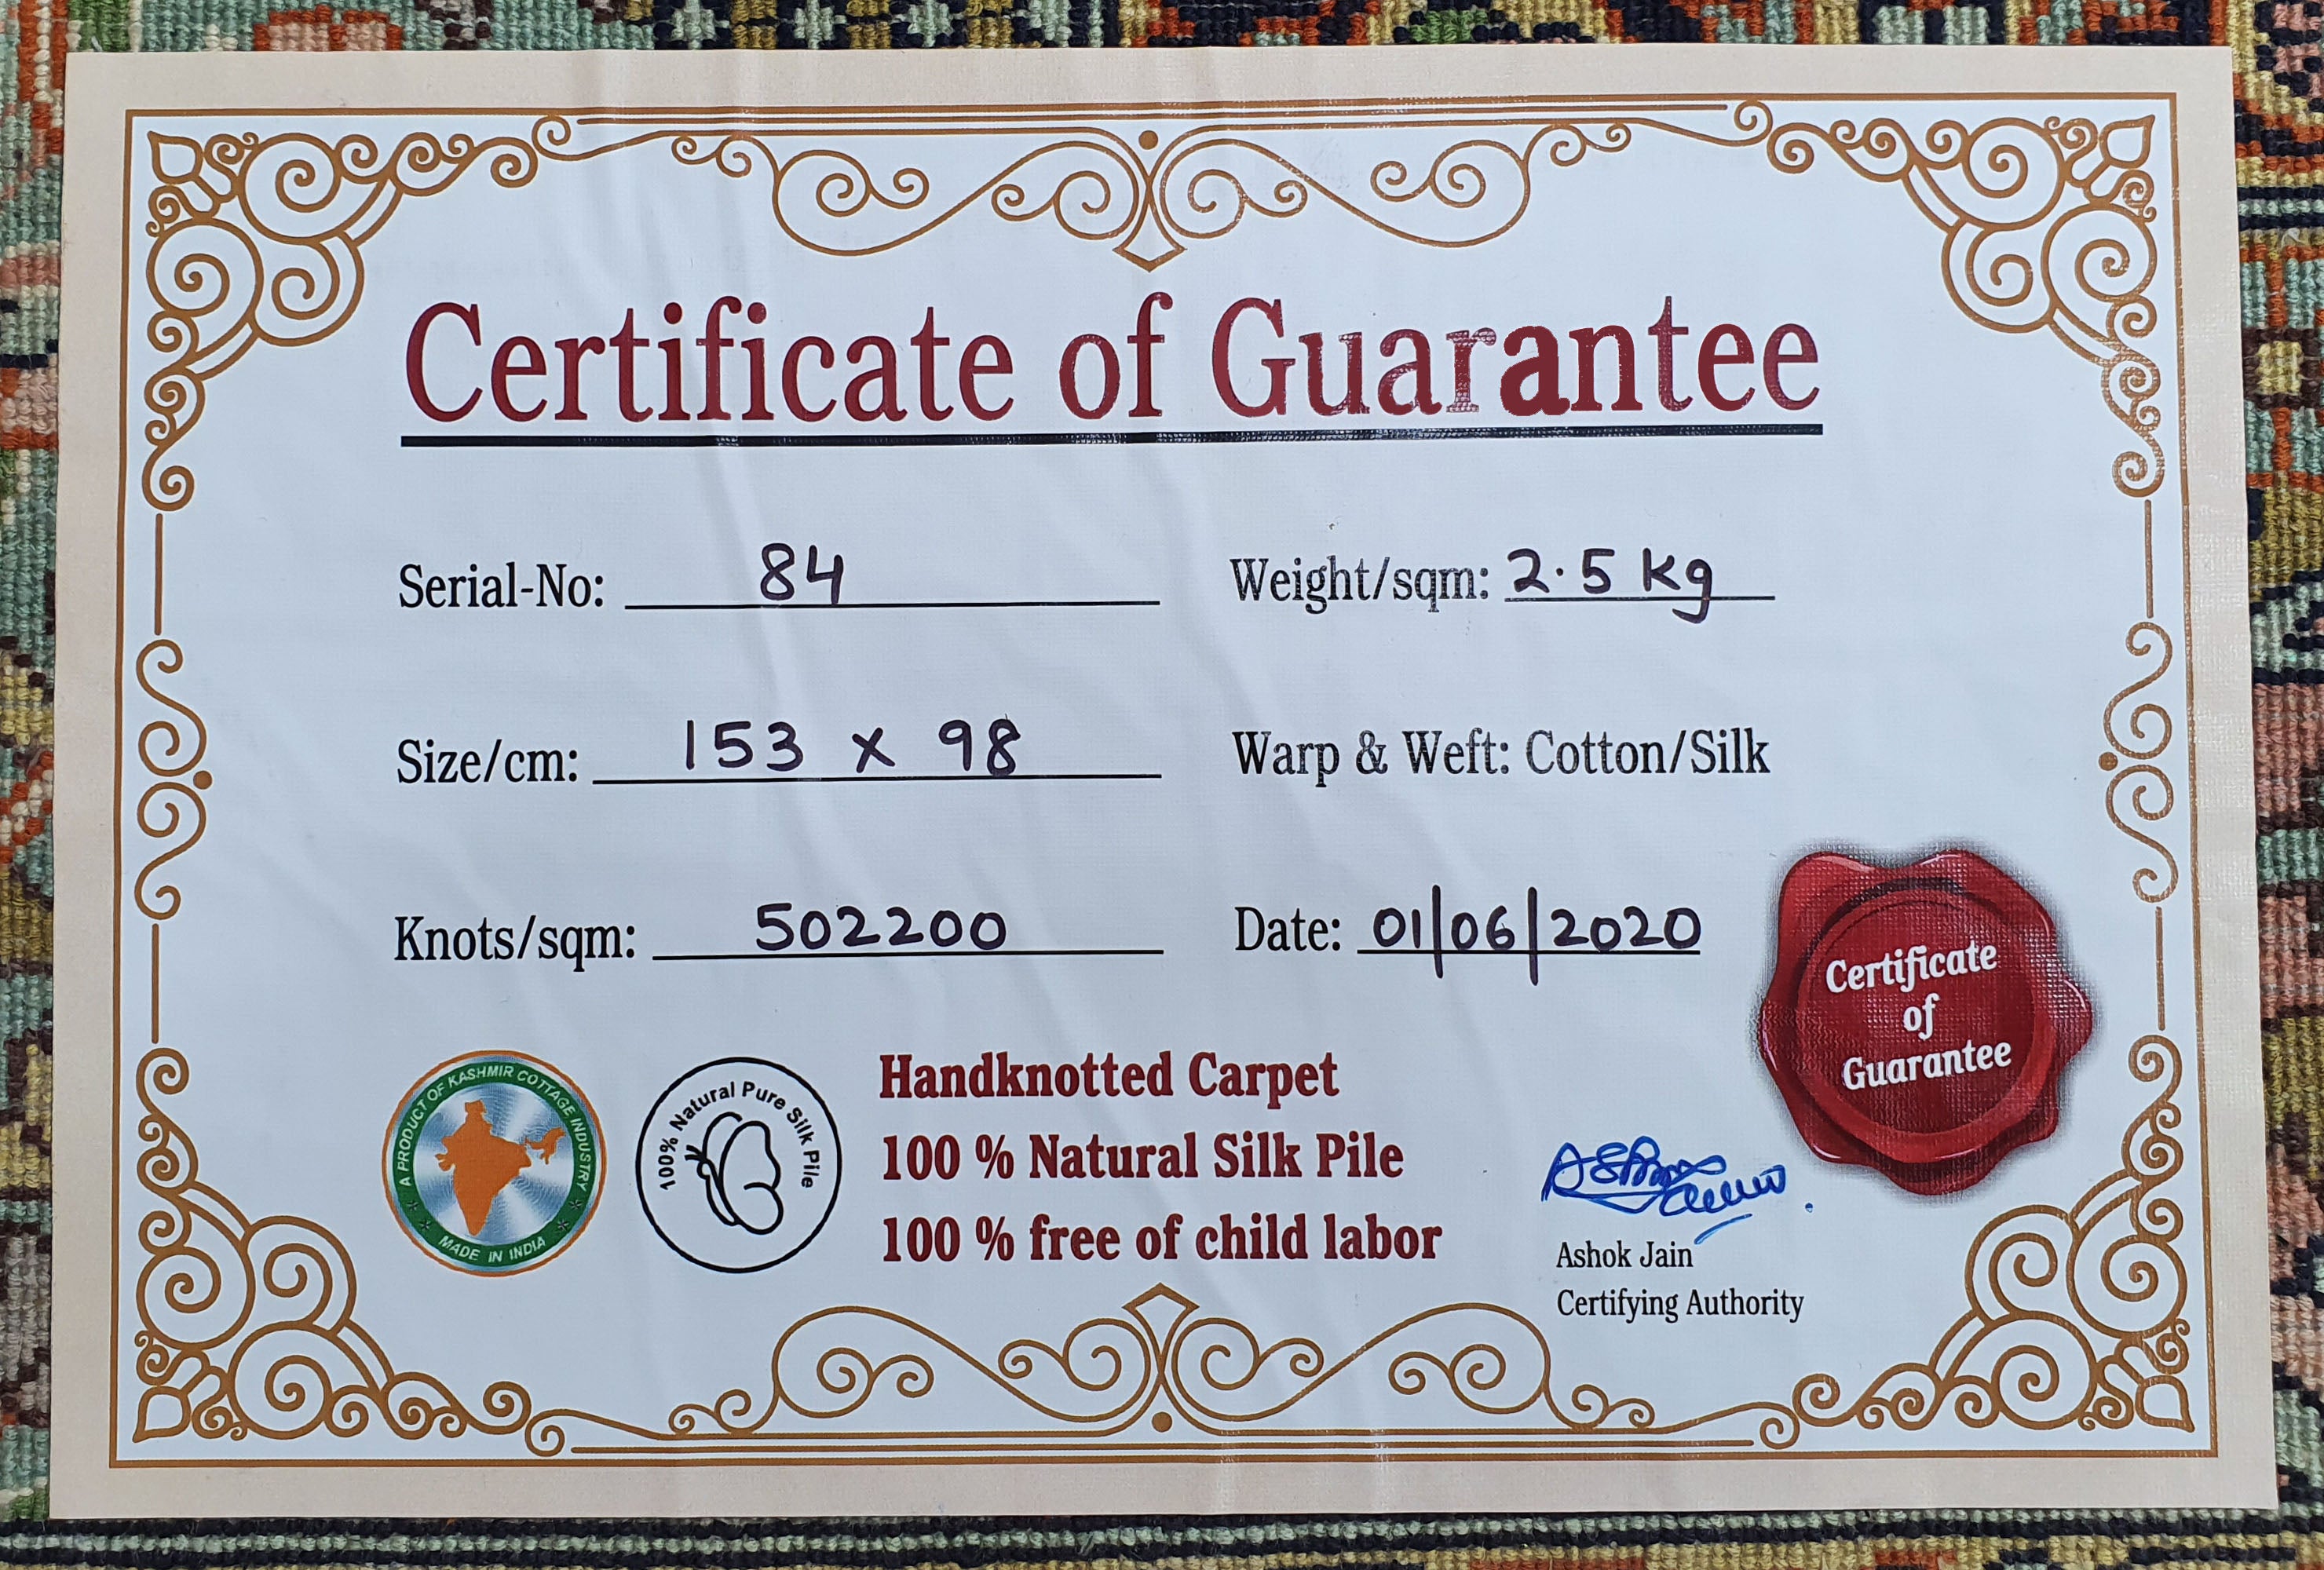 Certificate of Guarantee
Serial-No: 84
Weight/sqm: 2.5 Kg
Size/cm: 153 x 98
Warp & Weft: Cotton/Silk
Knots/sqm: 502200
Date: 01/06/2020
Certificate
of
Guarantee
A PRODUCT OF KASHMIR COTTAGE INDUSTRY
MADE IN INDIA
100% Natural Pure Silk Pile
Handknotted Carpet
100 % Natural Silk Pile
100 % free of child labor
Ashok Jain
Certifying Authority